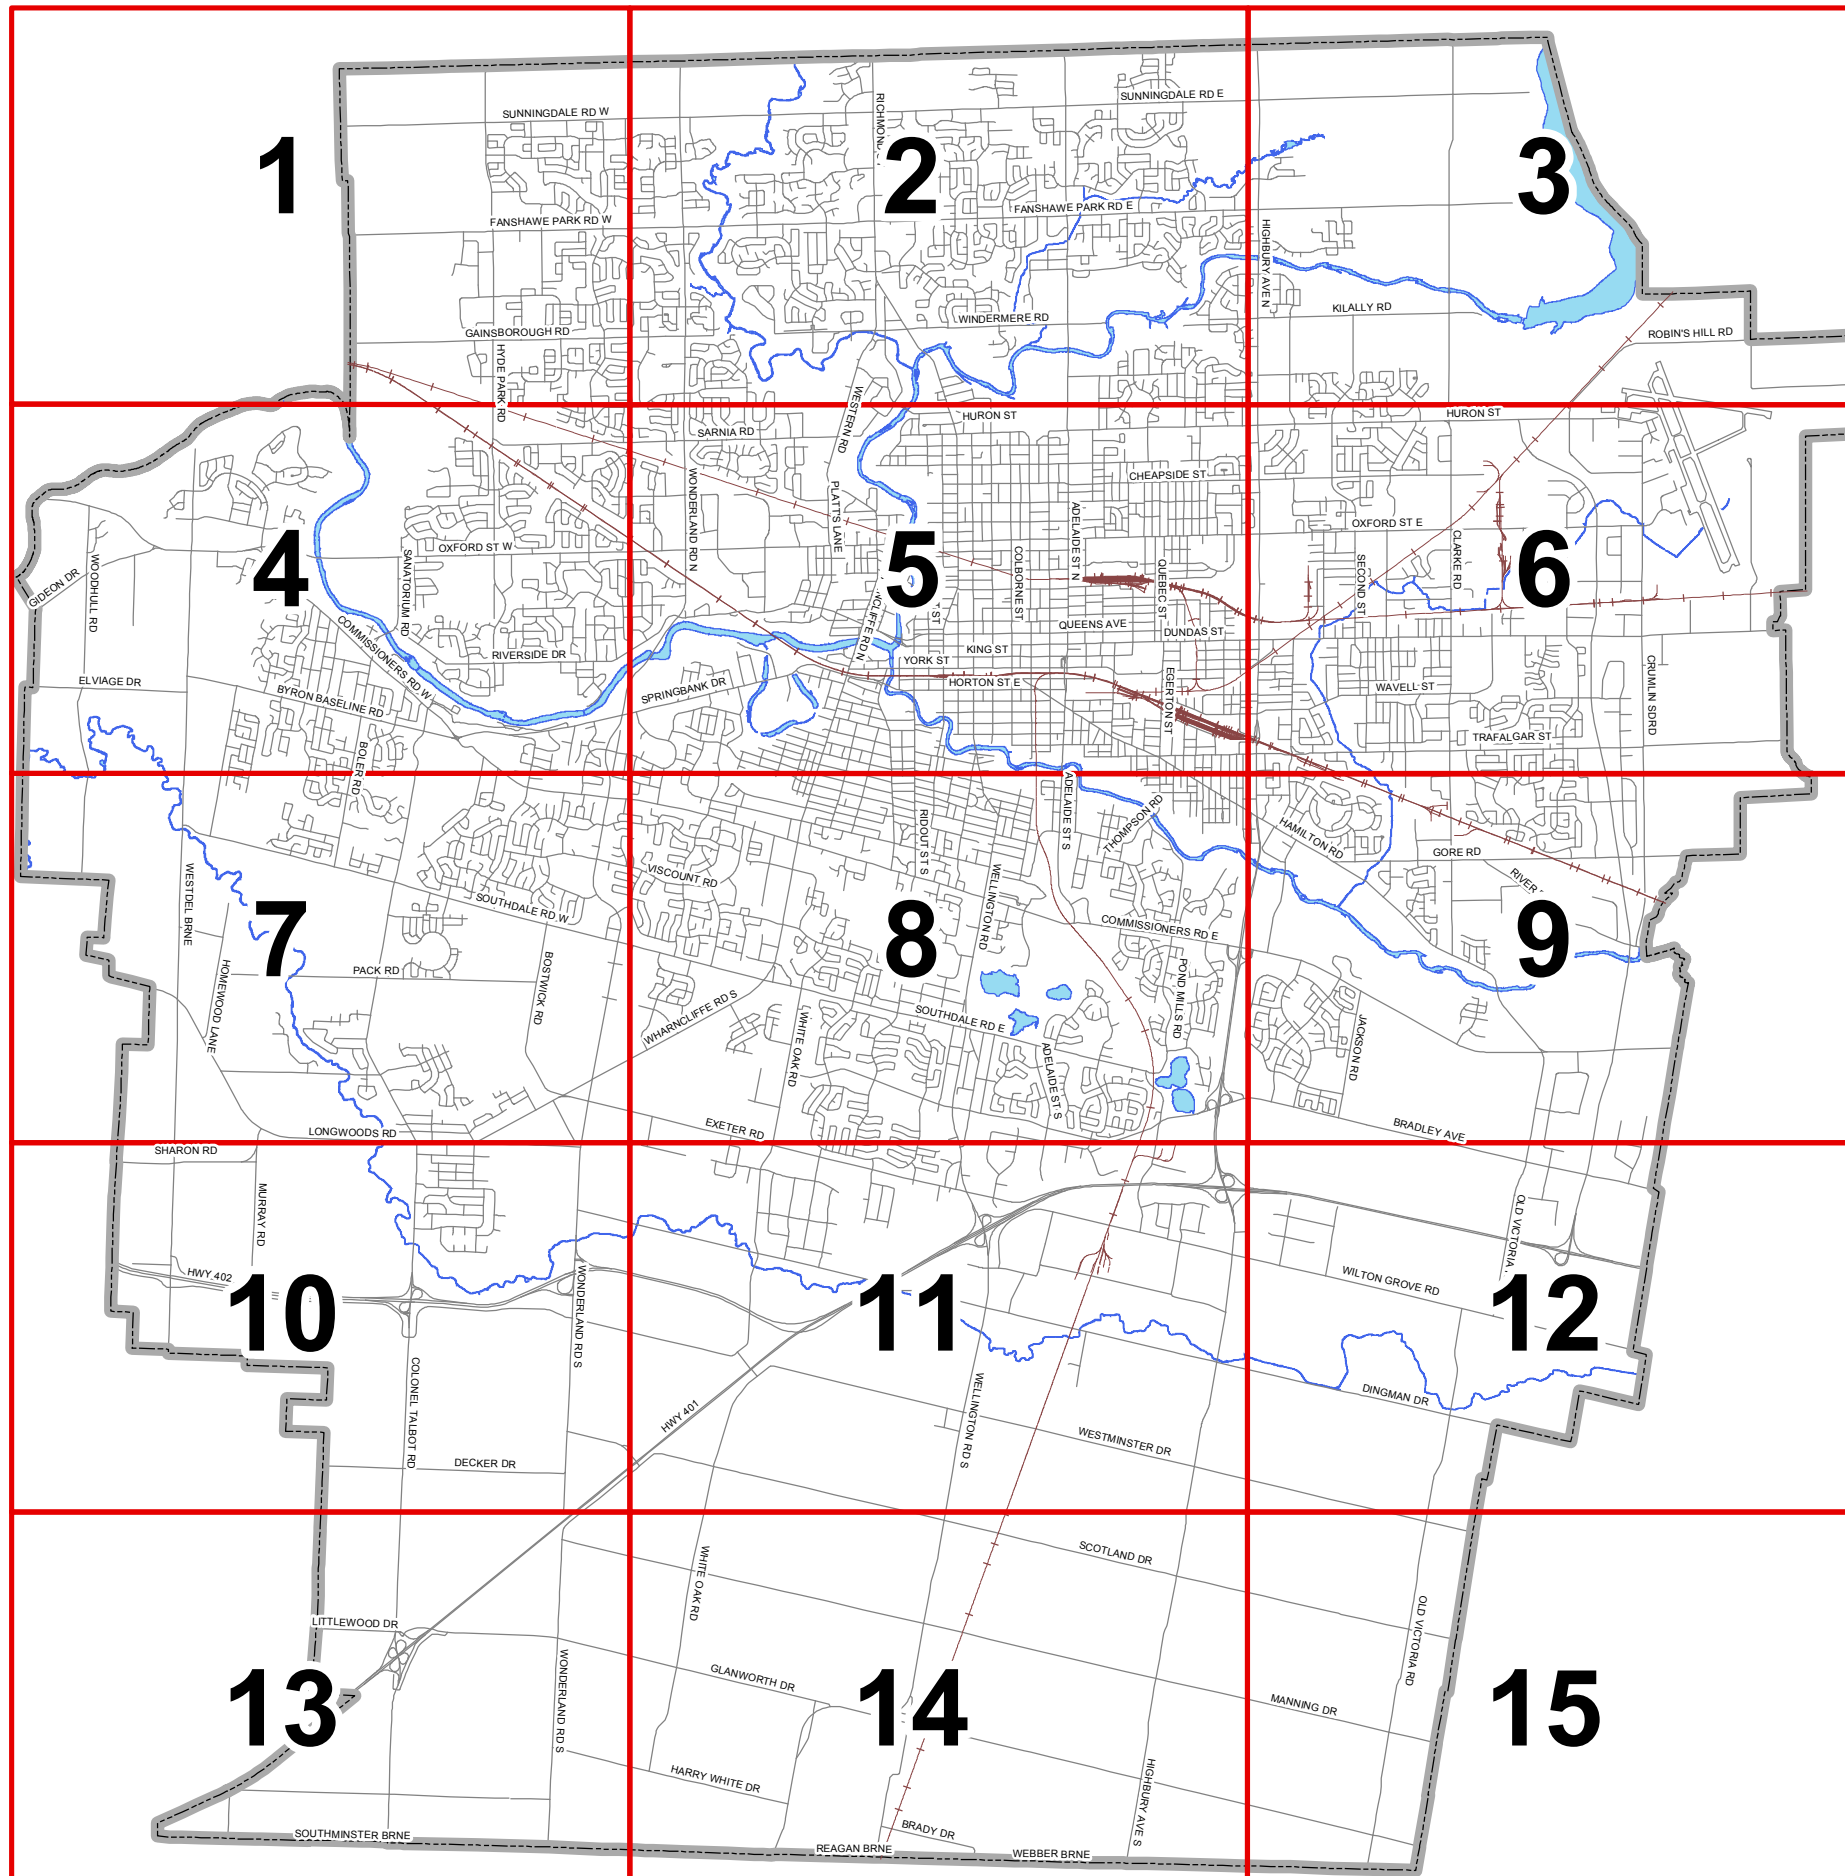 SUNNINGDALE RD W
RICHMOND
SUNNINGDALE RD E
1
2
3
FANSHAWE PARK RD W
FANSHAWE PARK RD E
HIGHBURY AVE N
GAINSBOROUGH RD
HYDE PARK RD
WINDERMERE RD
KILALLY RD
ROBIN'S HILL RD
WESTERN RD
HURON ST
HURON ST
SARNIA RD
WONDERLAND RD N
PLATT'S LANE
CHEAPSIDE ST
ADELAIDE ST N
OXFORD ST E
CLARKE RD
OXFORD ST W
SANATORIUM RD
4
5
6
GIDEON DR
WOODHULL RD
COLBORNE ST
QUEBEC ST
SECOND ST
COMMISSIONERS RD W
RIVERSIDE DR
QUEENS AVE
DUNDAS ST
KING ST
YORK ST
HORTON ST E
EGERTON ST
ELVIAGE DR
BYRON BASELINE RD
SPRINGBANK DR
WAVELL ST
CRUMLIN SDRD
BOLER RD
TRAFALGAR ST
ADELAIDE ST S
THOMPSON RD
RIDOUT ST S
HAMILTON RD
GORE RD
WESTDEL BRNE
VISCOUNT RD
WELLINGTON RD
SOUTHDALE RD W
COMMISSIONERS RD E
7
8
9
HOMEWOOD LANE
PACK RD
BOSTWICK RD
WHARNCLIFFE RD S
WHITE OAK RD
SOUTHDALE RD E
POND MILLS RD
ADELAIDE ST S
JACKSON RD
LONGWOODS RD
EXETER RD
BRADLEY AVE
SHARON RD
MURRAY RD
OLD VICTORIA
HWY 402
WONDERLAND RD S
WILTON GROVE RD
10
11
12
COLONEL TALBOT RD
DINGMAN DR
HWY 401
WELLINGTON RD S
WESTMINSTER DR
DECKER DR
WHITE OAK RD
SCOTLAND DR
LITTLEWOOD DR
WONDERLAND RD S
GLANWORTH DR
OLD VICTORIA RD
MANNING DR
13
14
15
HARRY WHITE DR
HIGHBURY AVE S
SOUTHMINSTER BRNE
REAGAN BRNE
BRADY DR
WEBBER BRNE